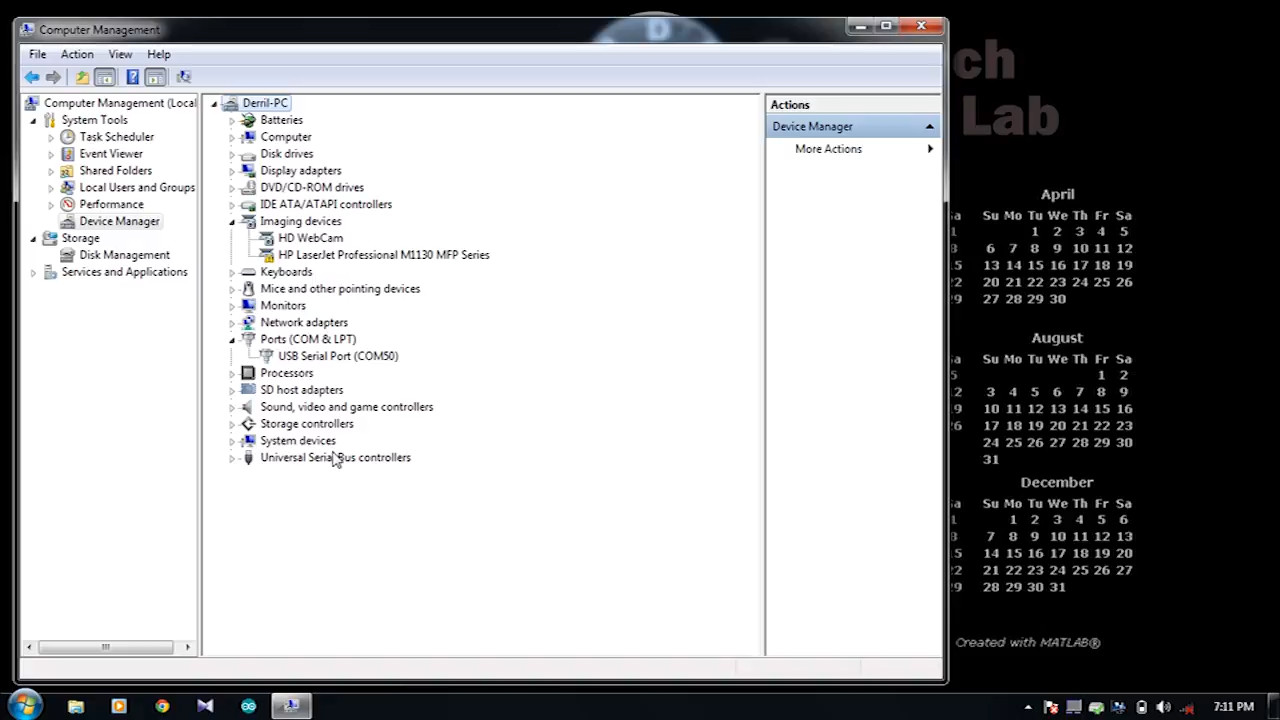 Computer Management
File Action View Help
Computer Management (Local
System Tools
Task Scheduler
Event Viewer
Shared Folders
Local Users and Groups
Performance
Device Manager
Storage
Disk Management
Services and Applications
Derril-PC
Batteries
Computer
Disk drives
Display adapters
DVD/CD-ROM drives
IDE ATA/ATAPI controllers
Imaging devices
HD WebCam
HP LaserJet Professional M1130 MFP Series
Keyboards
Mice and other pointing devices
Monitors
Network adapters
Ports (COM & LPT)
USB Serial Port (COM50)
Processors
SD host adapters
Sound, video and game controllers
Storage controllers
System devices
Universal Serial Bus controllers
Actions
Device Manager
More Actions
D
ch
Lab
April
Su Mo Tu We Th Fr Sa
1 2 3 4 5
6 7 8 9 10 11 12
13 14 15 16 17 18 19
20 21 22 23 24 25 26
27 28 29 30
August
Su Mo Tu We Th Fr Sa
1 2
3 4 5 6 7 8 9
10 11 12 13 14 15 16
17 18 19 20 21 22 23
24 25 26 27 28 29 30
31
December
Su Mo Tu We Th Fr Sa
1 2 3 4 5 6
7 8 9 10 11 12 13
14 15 16 17 18 19 20
21 22 23 24 25 26 27
28 29 30 31
Created with MATLAB®
7:11 PM